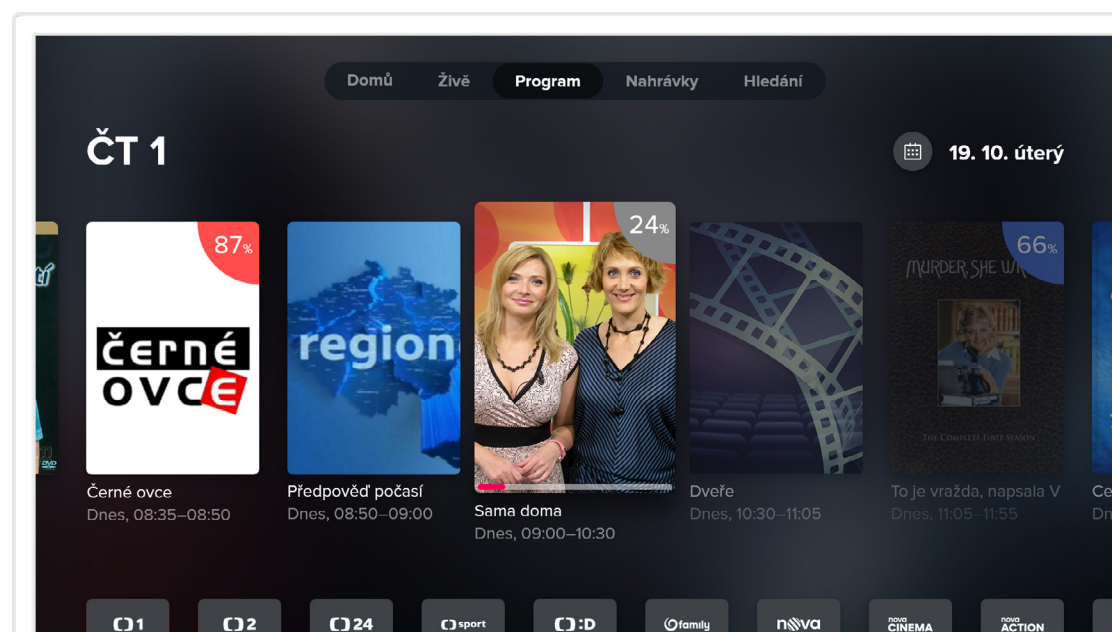 Domů Živě Program Nahrávky Hledání
ČT 1
19. 10. úterý
87%
černé
ovce
region
24%
66%
MURDER, SHE
THE COMPLETE FIRST SEASON
DVD
Černé ovce
Dnes, 08:35–08:50
Předpověď počasí
Dnes, 08:50–09:00
Sama doma
Dnes, 09:00–10:30
Dveře
Dnes, 10:30–11:05
To je vražda, napsala V
Dnes, 11:05–11:55
Ce
Dn
1 2 24 sport :D family nova nova CINEMA nova ACTION